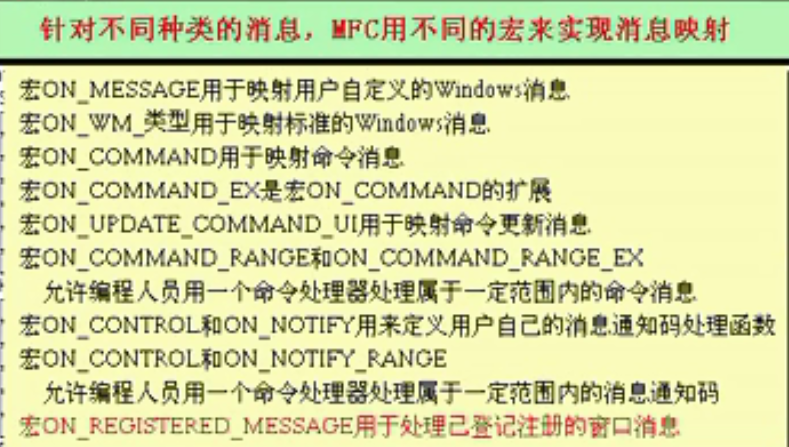 针对不同种类的消息，MFC用不同的宏来实现消息映射
宏ON_MESSAGE用于映射用户自定义的Windows消息
宏ON_WM_类型用于映射标准的Windows消息
宏ON_COMMAND用于映射命令消息
宏ON_COMMAND_EX是宏ON_COMMAND的扩展
宏ON_UPDATE_COMMAND_UI用于映射命令更新消息
宏ON_COMMAND_RANGE和ON_COMMAND_RANGE_EX
允许编程人员用一个命令处理器处理属于一定范围内的命令消息
宏ON_CONTROL和ON_NOTIFY用来定义用户自己的消息通知码处理函数
宏ON_CONTROL和ON_NOTIFY_RANGE
允许编程人员用一个命令处理器处理属于一定范围内的消息通知码
宏ON_REGISTERED_MESSAGE用于处理已登记注册的窗口消息